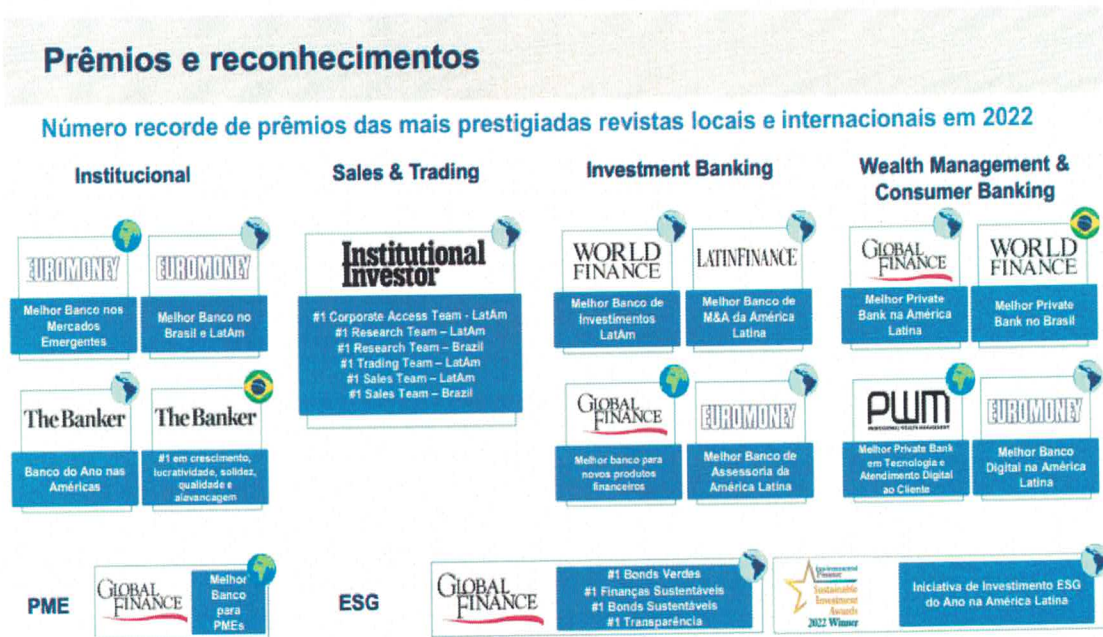 Prêmios e reconhecimentos
Número recorde de prêmios das mais prestigiadas revistas locais e internacionais em 2022
Institucional
EUROMONEY
Melhor Banco nos
Mercados
Emergentes
EUROMONEY
Melhor Banco no
Brasil e LatAm
The Banker
Banco do Ano nas
Américas
The Banker
#1 em crescimento,
lucratividade, solidez,
qualidade e
alavancagem
Sales & Trading
Institutional
Investor
#1 Corporate Access Team - LatAm
#1 Research Team – LatAm
#1 Research Team – Brazil
#1 Trading Team – LatAm
#1 Sales Team – LatAm
#1 Sales Team – Brazil
Investment Banking
WORLD
FINANCE
Melhor Banco de
Investimentos
LatAm
LATINFINANCE
Melhor Banco de
M&A da América
Latina
GLOBAL
FINANCE
Melhor banco para
novos produtos
financeiros
EUROMONEY
Melhor Banco de
Assessoria da
América Latina
Wealth Management &
Consumer Banking
GLOBAL
FINANCE
Melhor Private
Bank na América
Latina
WORLD
FINANCE
Melhor Private
Bank no Brasil
PWM
PROFESSIONAL WEALTH MANAGEMENT
Melhor Private Bank
em Tecnologia e
Atendimento Digital
ao Cliente
EUROMONEY
Melhor Banco
Digital na América
Latina
PME
GLOBAL
FINANCE
Melhor
Banco
para
PMEs
ESG
GLOBAL
FINANCE
#1 Bonds Verdes
#1 Finanças Sustentáveis
#1 Bonds Sustentáveis
#1 Transparência
Environmental
Finance
Sustainable
Investment
Awards
2022 Winner
Iniciativa de Investimento ESG
do Ano na América Latina